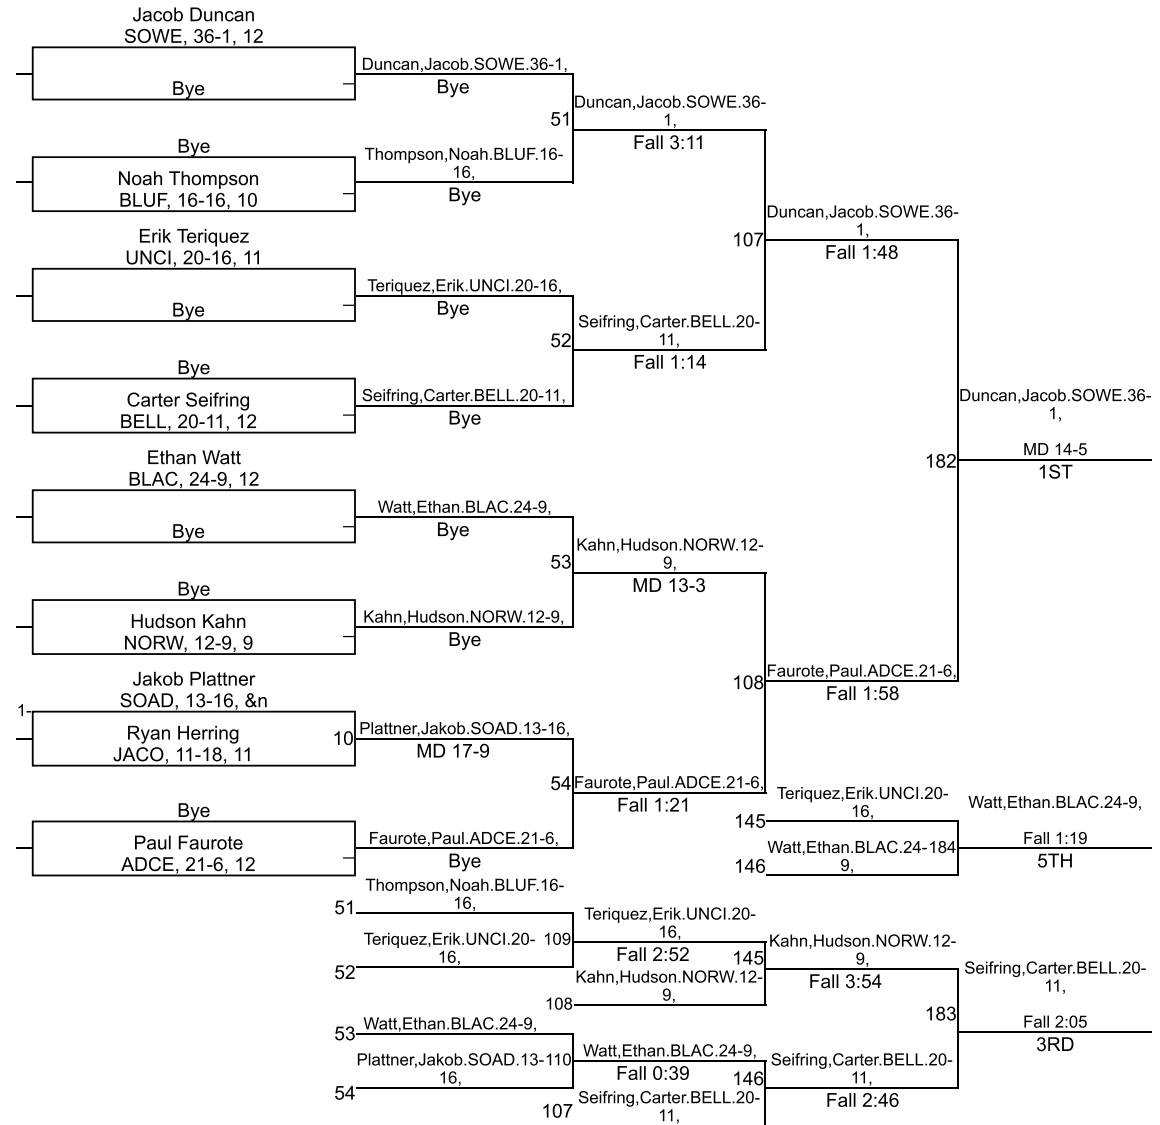 Jacob Duncan
SOWE, 36-1, 12
Bye
Duncan,Jacob.SOWE.36-1,
Bye
51
Duncan,Jacob.SOWE.36-
1,
Fall 3:11
Bye
Noah Thompson
BLUF, 16-16, 10
Thompson,Noah.BLUF.16-
16,
Bye
107
Duncan,Jacob.SOWE.36-
1,
Fall 1:48
Erik Teriquez
UNCI, 20-16, 11
Bye
Teriquez,Erik.UNCI.20-16,
Bye
52
Seifring,Carter.BELL.20-
11,
Fall 1:14
Bye
Carter Seifring
BELL, 20-11, 12
Seifring,Carter.BELL.20-11,
Bye
182
Duncan,Jacob.SOWE.36-
1,
MD 14-5
1ST
Ethan Watt
BLAC, 24-9, 12
Bye
Watt,Ethan.BLAC.24-9,
Bye
53
Kahn,Hudson.NORW.12-
9,
MD 13-3
Bye
Hudson Kahn
NORW, 12-9, 9
Kahn,Hudson.NORW.12-9,
Bye
108
Faurote,Paul.ADCE.21-6,
Fall 1:58
Jakob Plattner
SOAD, 13-16, &n
1-
Ryan Herring
JACO, 11-18, 11
10
Plattner,Jakob.SOAD.13-16,
MD 17-9
54
Faurote,Paul.ADCE.21-6,
Fall 1:21
Bye
Paul Faurote
ADCE, 21-6, 12
Faurote,Paul.ADCE.21-6,
Bye
145
Teriquez,Erik.UNCI.20-
16,
146
Watt,Ethan.BLAC.24-
9,
184
Watt,Ethan.BLAC.24-9,
Fall 1:19
5TH
51
Thompson,Noah.BLUF.16-
16,
52
Teriquez,Erik.UNCI.20-
16,
109
Teriquez,Erik.UNCI.20-
16,
Fall 2:52
108
Kahn,Hudson.NORW.12-
9,
145
Kahn,Hudson.NORW.12-
9,
Fall 3:54
53
Watt,Ethan.BLAC.24-9,
54
Plattner,Jakob.SOAD.13-
16,
110
Watt,Ethan.BLAC.24-9,
Fall 0:39
107
Seifring,Carter.BELL.20-
11,
146
Seifring,Carter.BELL.20-
11,
Fall 2:46
183
Seifring,Carter.BELL.20-
11,
Fall 2:05
3RD